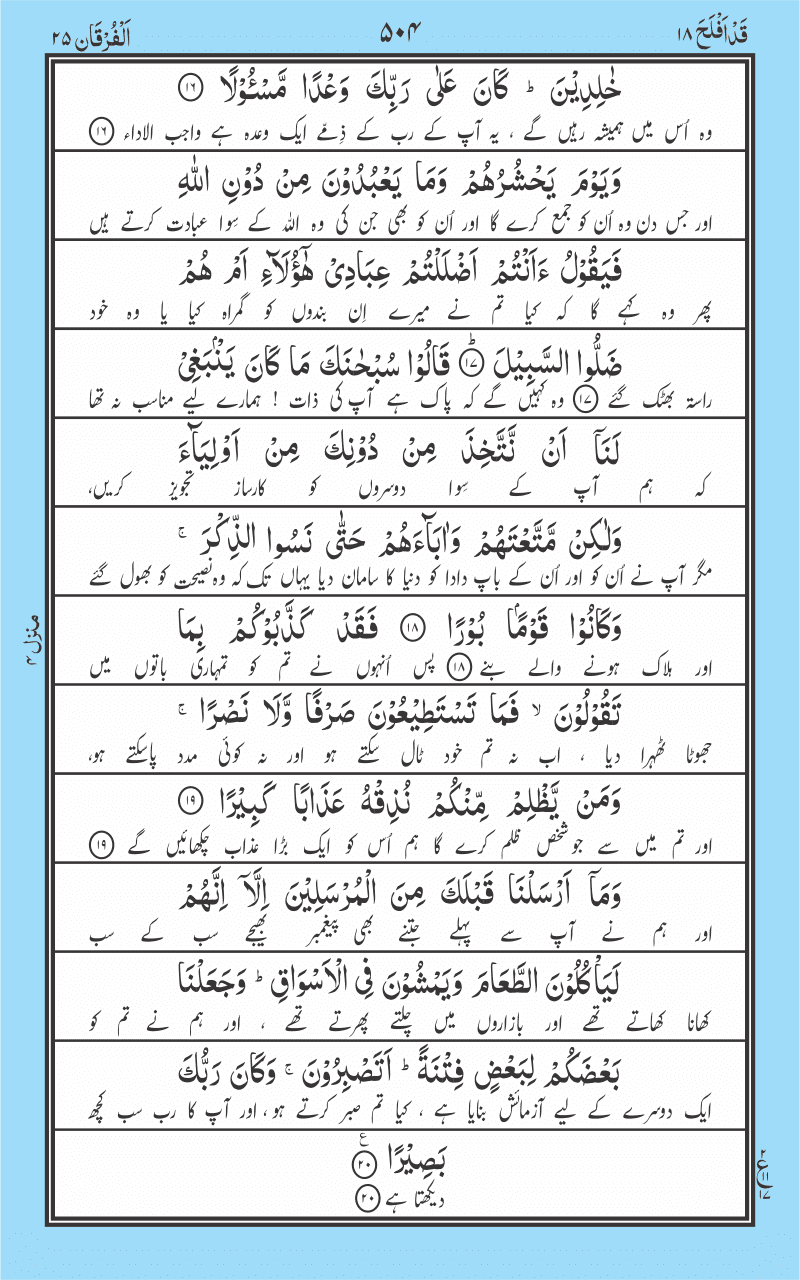 قَدْ اَفْلَحَ ١٨
٥٠٤
اَلْفُرْقَان ٢٥
خٰلِدِيْنَ ؕ كَانَ عَلٰى رَبِّكَ وَعْدًا مَّسْـُٔوْلًا ۝١٦
وہ اُس میں ہمیشہ رہیں گے ، یہ آپ کے رب کے ذِمّے ایک وعدہ ہے واجب الاداء ۝١٦
وَيَوْمَ يَحْشُرُهُمْ وَمَا يَعْبُدُوْنَ مِنْ دُوْنِ اللّٰهِ
اور جس دن وہ اُن کو جمع کرے گا اور اُن کو بھی جن کی وہ اللہ کے سِوا عبادت کرتے ہیں
فَيَقُوْلُ ءَاَنْتُمْ اَضْلَلْتُمْ عِبَادِيْ هٰٓؤُلَآءِ اَمْ هُمْ
پھر وہ کہے گا کہ کیا تم نے میرے اِن بندوں کو گمراہ کیا یا وہ خود
ضَلُّوا السَّبِيْلَ ۝١٧ؕ قَالُوْا سُبْحٰنَكَ مَا كَانَ يَنْۢبَغِيْ
راستہ بھٹک گئے ۝١٧ وہ کہیں گے کہ پاک ہے آپ کی ذات ! ہمارے لیے مناسب نہ تھا
لَنَآ اَنْ نَّتَّخِذَ مِنْ دُوْنِكَ مِنْ اَوْلِيَآءَ
کہ ہم آپ کے سِوا دوسروں کو کارساز تجویز کریں،
وَلٰكِنْ مَّتَّعْتَهُمْ وَاٰبَآءَهُمْ حَتّٰى نَسُوا الذِّكْرَ ۚ
مگر آپ نے اُن کو اور اُن کے باپ دادا کو دنیا کا سامان دیا یہاں تک کہ وہ نصیحت کو بھول گئے
وَكَانُوْا قَوْمًۢا بُوْرًا ۝١٨ فَقَدْ كَذَّبُوْكُمْ بِمَا
اور ہلاک ہونے والے بنے ۝١٨ پس اُنہوں نے تم کو تمہاری باتوں میں
تَقُوْلُوْنَ ۙ فَمَا تَسْتَطِيْعُوْنَ صَرْفًا وَّلَا نَصْرًا ۚ
جھوٹا ٹھہرا دیا ، اب نہ تم خود ٹال سکتے ہو اور نہ کوئی مدد پاسکتے ہو،
وَمَنْ يَّظْلِمْ مِّنْكُمْ نُذِقْهُ عَذَابًا كَبِيْرًا ۝١٩
اور تم میں سے جو شخص ظلم کرے گا ہم اُس کو ایک بڑا عذاب چکھائیں گے ۝١٩
وَمَآ اَرْسَلْنَا قَبْلَكَ مِنَ الْمُرْسَلِيْنَ اِلَّآ اِنَّهُمْ
اور ہم نے آپ سے پہلے جتنے بھی پیغمبر بھیجے سب کے سب
لَيَاْكُلُوْنَ الطَّعَامَ وَيَمْشُوْنَ فِي الْاَسْوَاقِ ؕ وَجَعَلْنَا
کھانا کھاتے تھے اور بازاروں میں چلتے پھرتے تھے ، اور ہم نے تم کو
بَعْضَكُمْ لِبَعْضٍ فِتْنَةً ؕ اَتَصْبِرُوْنَ ۚ وَكَانَ رَبُّكَ
ایک دوسرے کے لیے آزمائش بنایا ہے ، کیا تم صبر کرتے ہو ، اور آپ کا رب سب کچھ
بَصِيْرًا ۝٢٠ ع
دیکھتا ہے ۝٢٠
منزل ٤